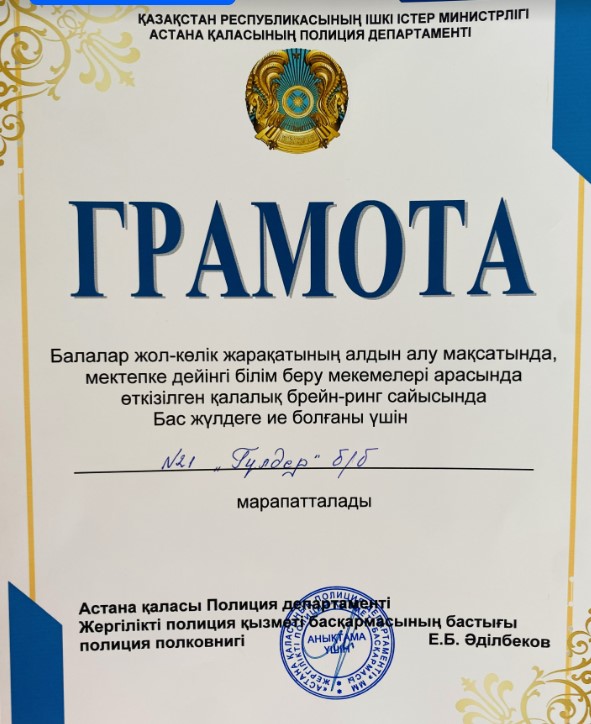 ҚАЗАҚСТАН РЕСПУБЛИКАСЫНЫҢ ІШКІ ІСТЕР МИНИСТРЛІГІ
АСТАНА ҚАЛАСЫНЫҢ ПОЛИЦИЯ ДЕПАРТАМЕНТІ
ГРАМОТА
Балалар жол-көлік жарақатының алдын алу мақсатында,
мектепке дейінгі білім беру мекемелері арасында
өткізілген қалалық брейн-ринг сайысында
Бас жүлдеге ие болғаны үшін
№21 „Гүлдер" б/б
марапатталады
Астана қаласы Полиция департаменті
Жергілікті полиция қызметі басқармасының бастығы
полиция полковнигі Е.Б. Әділбеков
АНЫҚТАМА
ҮШІН